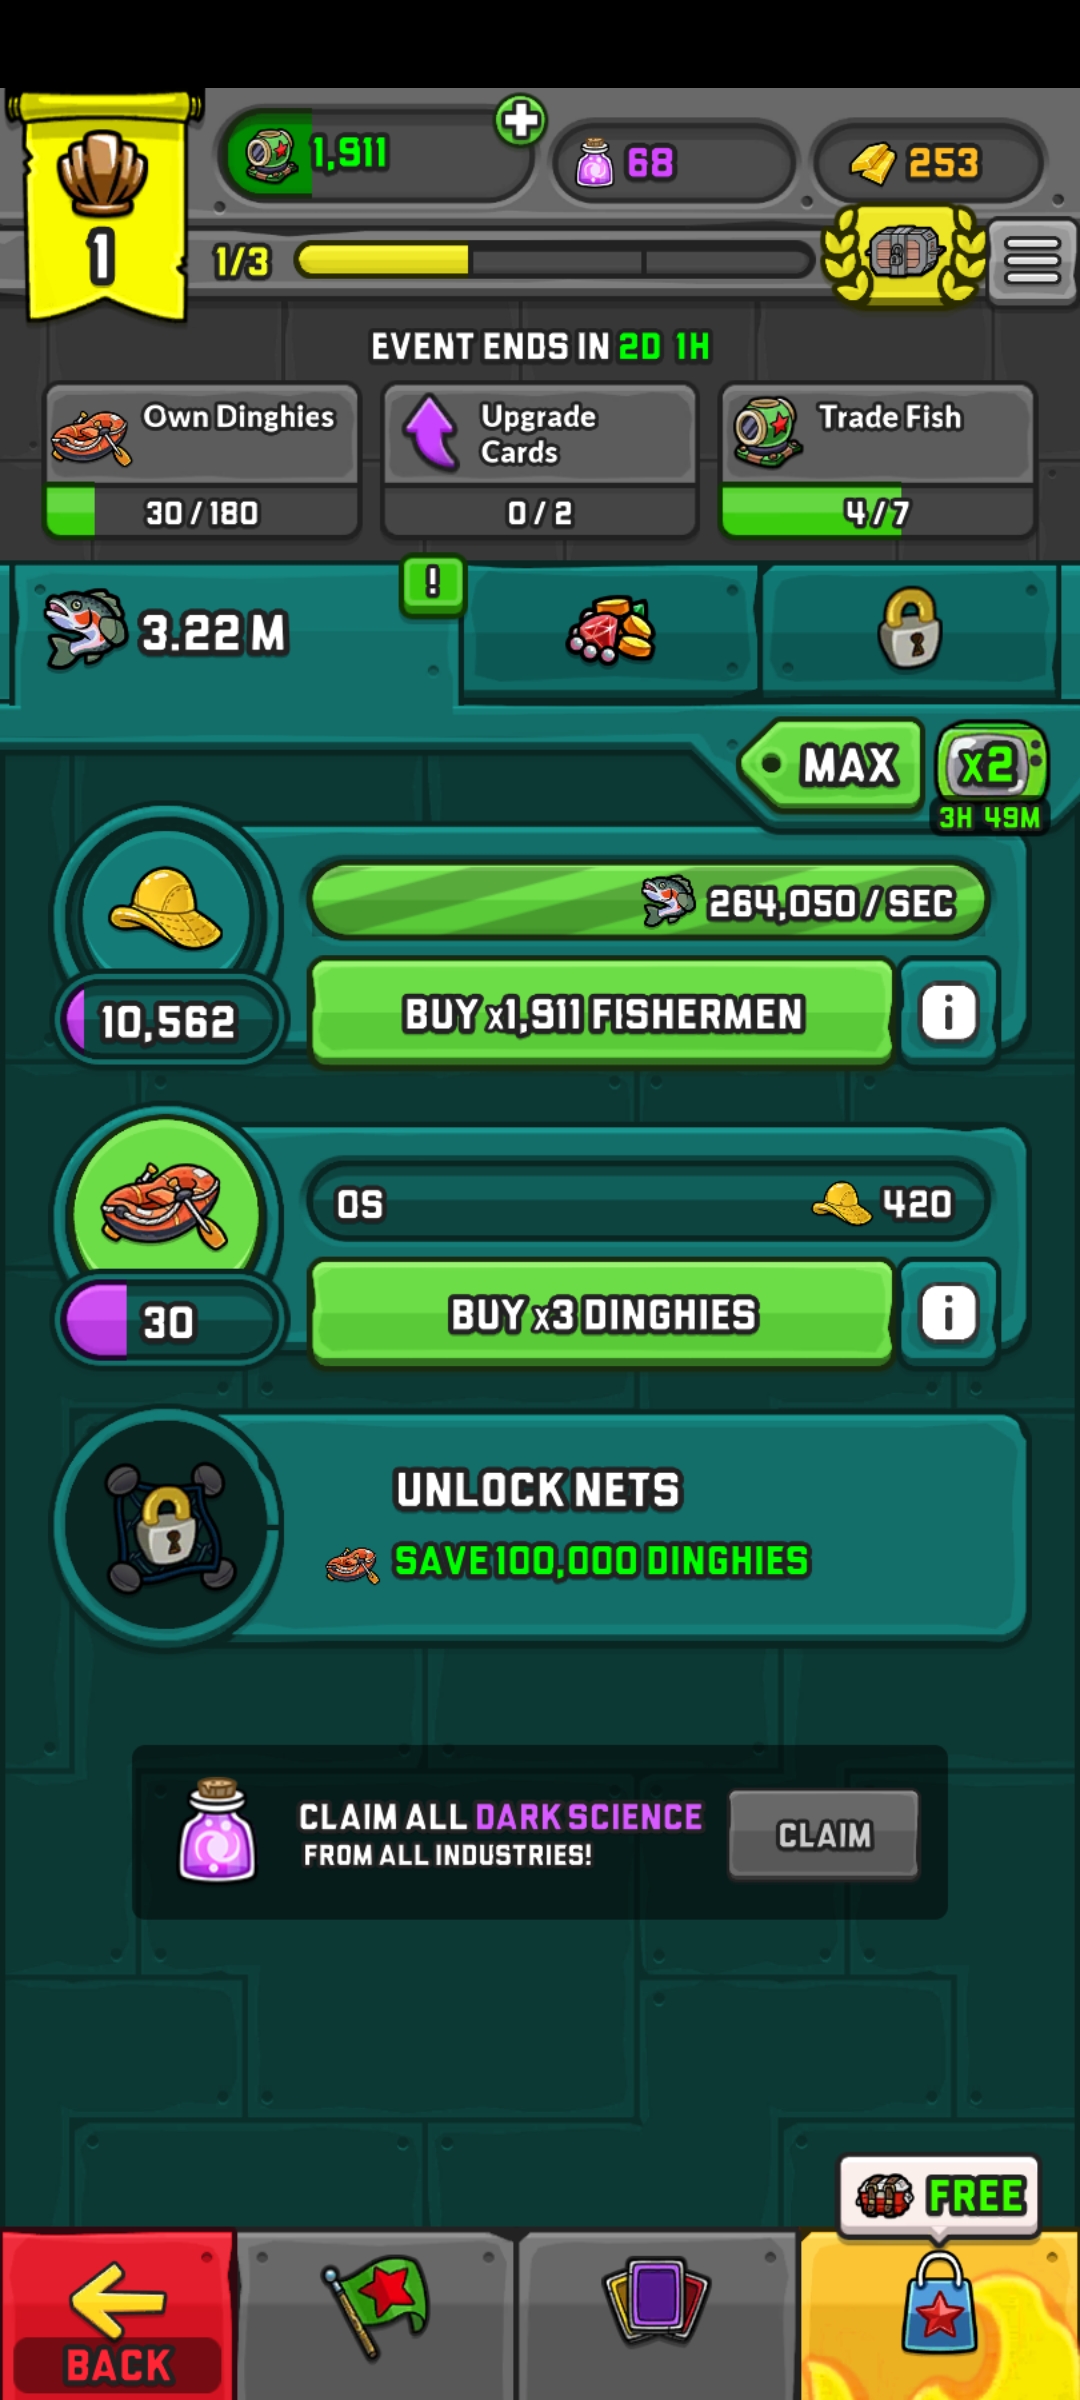 1,911
68
253
1
1/3
EVENT ENDS IN 2D 1H
Own Dinghies
30/180
Upgrade
Cards
0/2
Trade Fish
4/7
!
3.22 M
MAX
x2
3H 49M
264,050/SEC
10,562
BUY x1,911 FISHERMEN
i
0S
420
30
BUY x3 DINGHIES
i
UNLOCK NETS
SAVE 100,000 DINGHIES
CLAIM ALL DARK SCIENCE
FROM ALL INDUSTRIES!
CLAIM
FREE
BACK